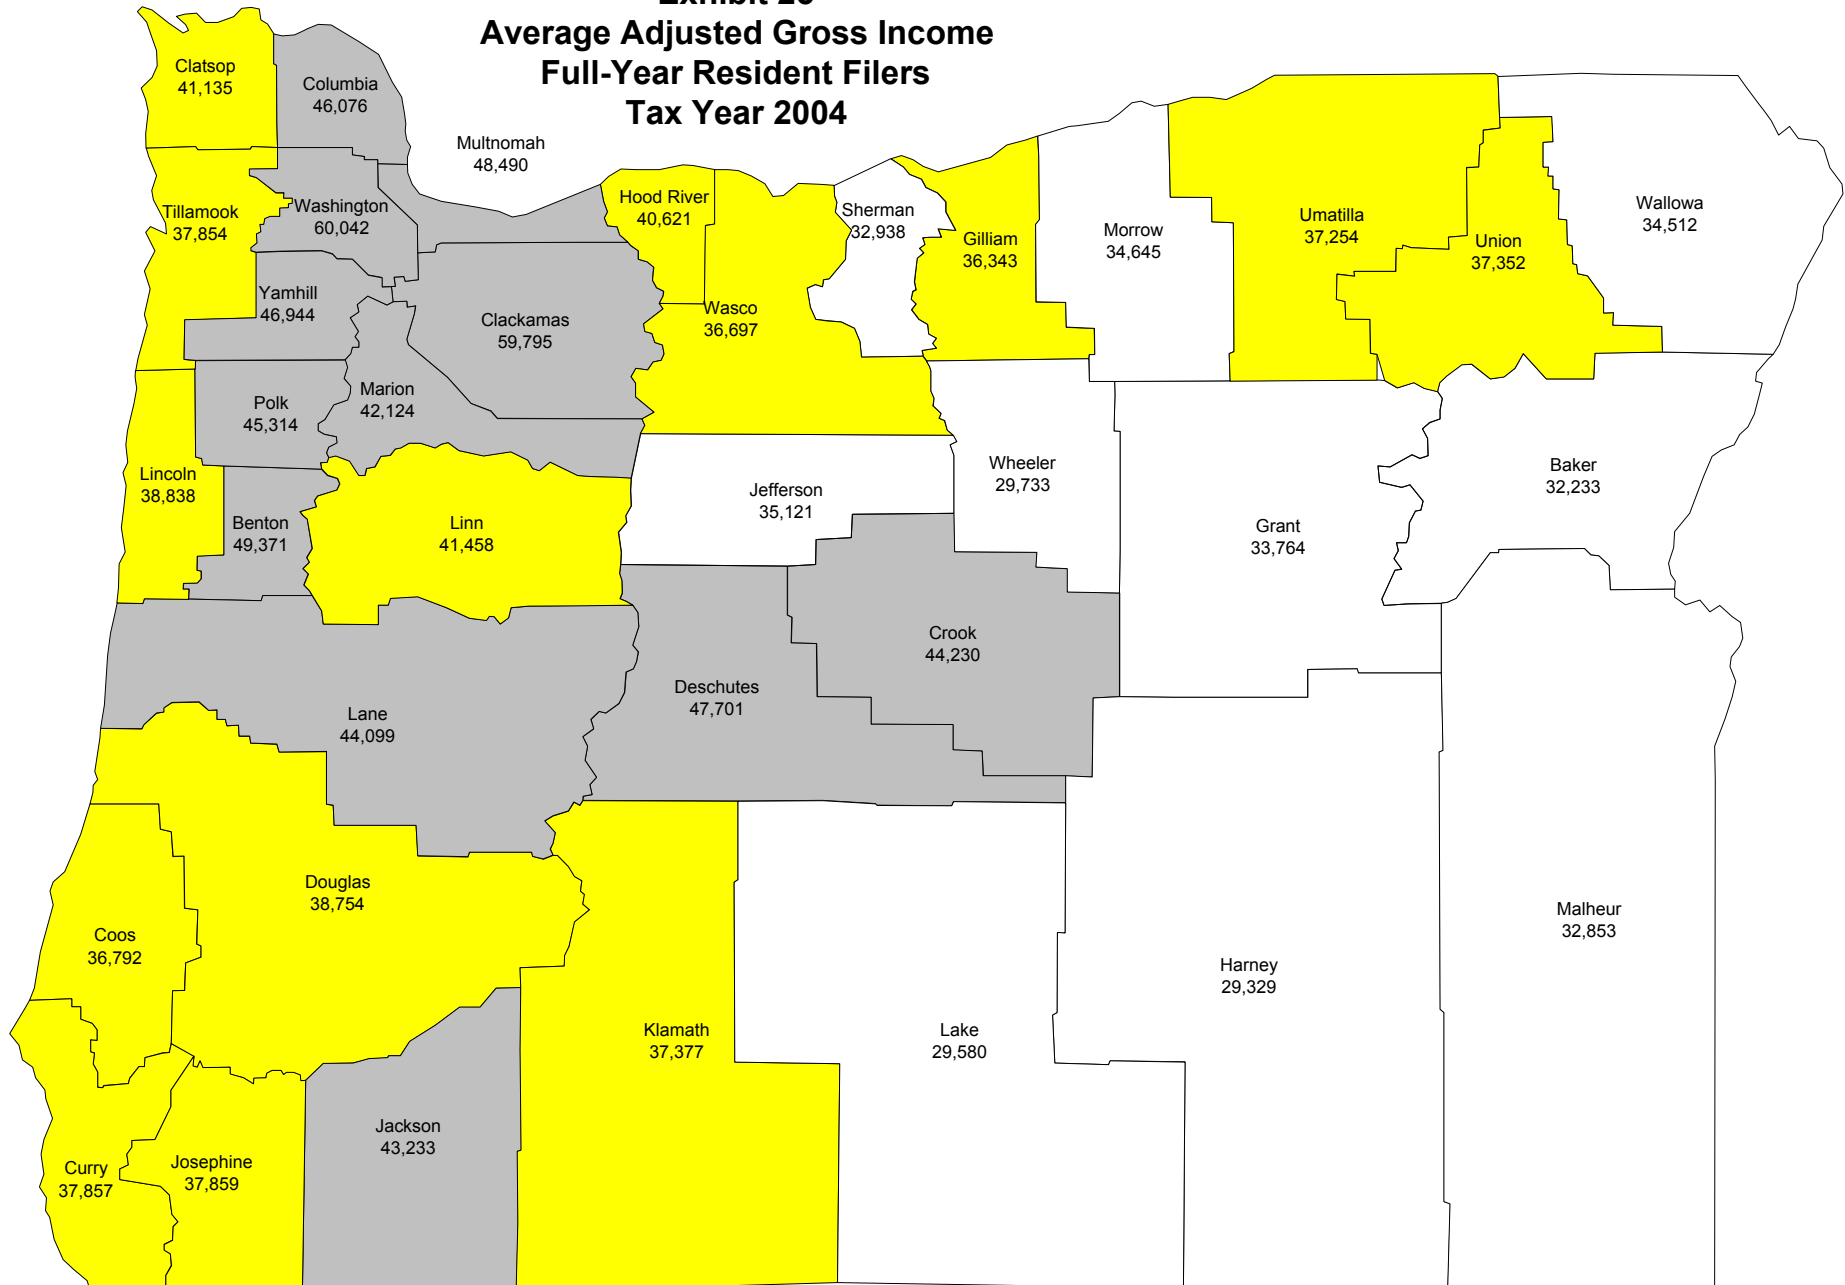 Average Adjusted Gross Income
Full-Year Resident Filers
Tax Year 2004
Clatsop
41,135
Columbia
46,076
Multnomah
48,490
Tillamook
37,854
Washington
60,042
Hood River
40,621
Sherman
32,938
Gilliam
36,343
Morrow
34,645
Umatilla
37,254
Union
37,352
Wallowa
34,512
Yamhill
46,944
Clackamas
59,795
Wasco
36,697
Polk
45,314
Marion
42,124
Lincoln
38,838
Benton
49,371
Linn
41,458
Jefferson
35,121
Wheeler
29,733
Grant
33,764
Baker
32,233
Crook
44,230
Deschutes
47,701
Lane
44,099
Douglas
38,754
Coos
36,792
Malheur
32,853
Harney
29,329
Klamath
37,377
Lake
29,580
Jackson
43,233
Curry
37,857
Josephine
37,859